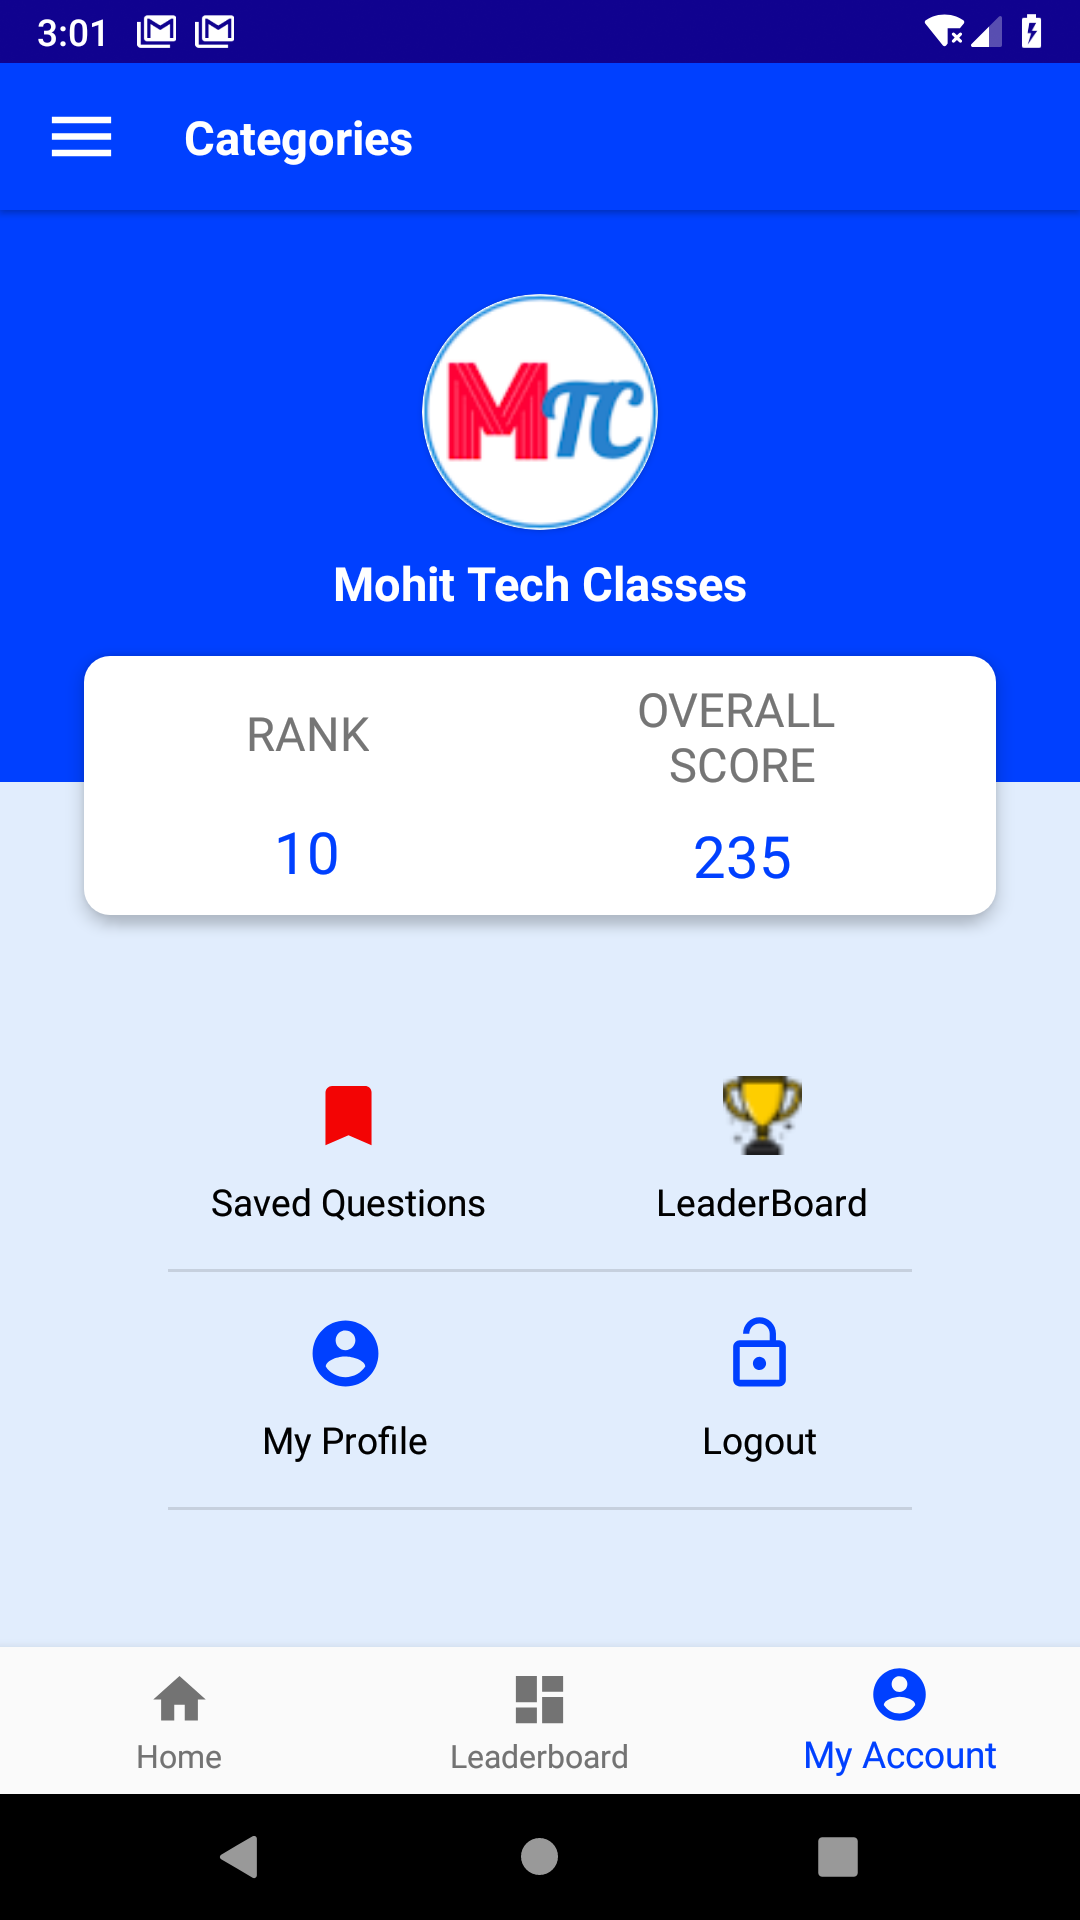 3:01
Categories
MTC
Mohit Tech Classes
RANK
OVERALL
SCORE
10
235
Saved Questions
LeaderBoard
My Profile
Logout
Home
Leaderboard
My Account